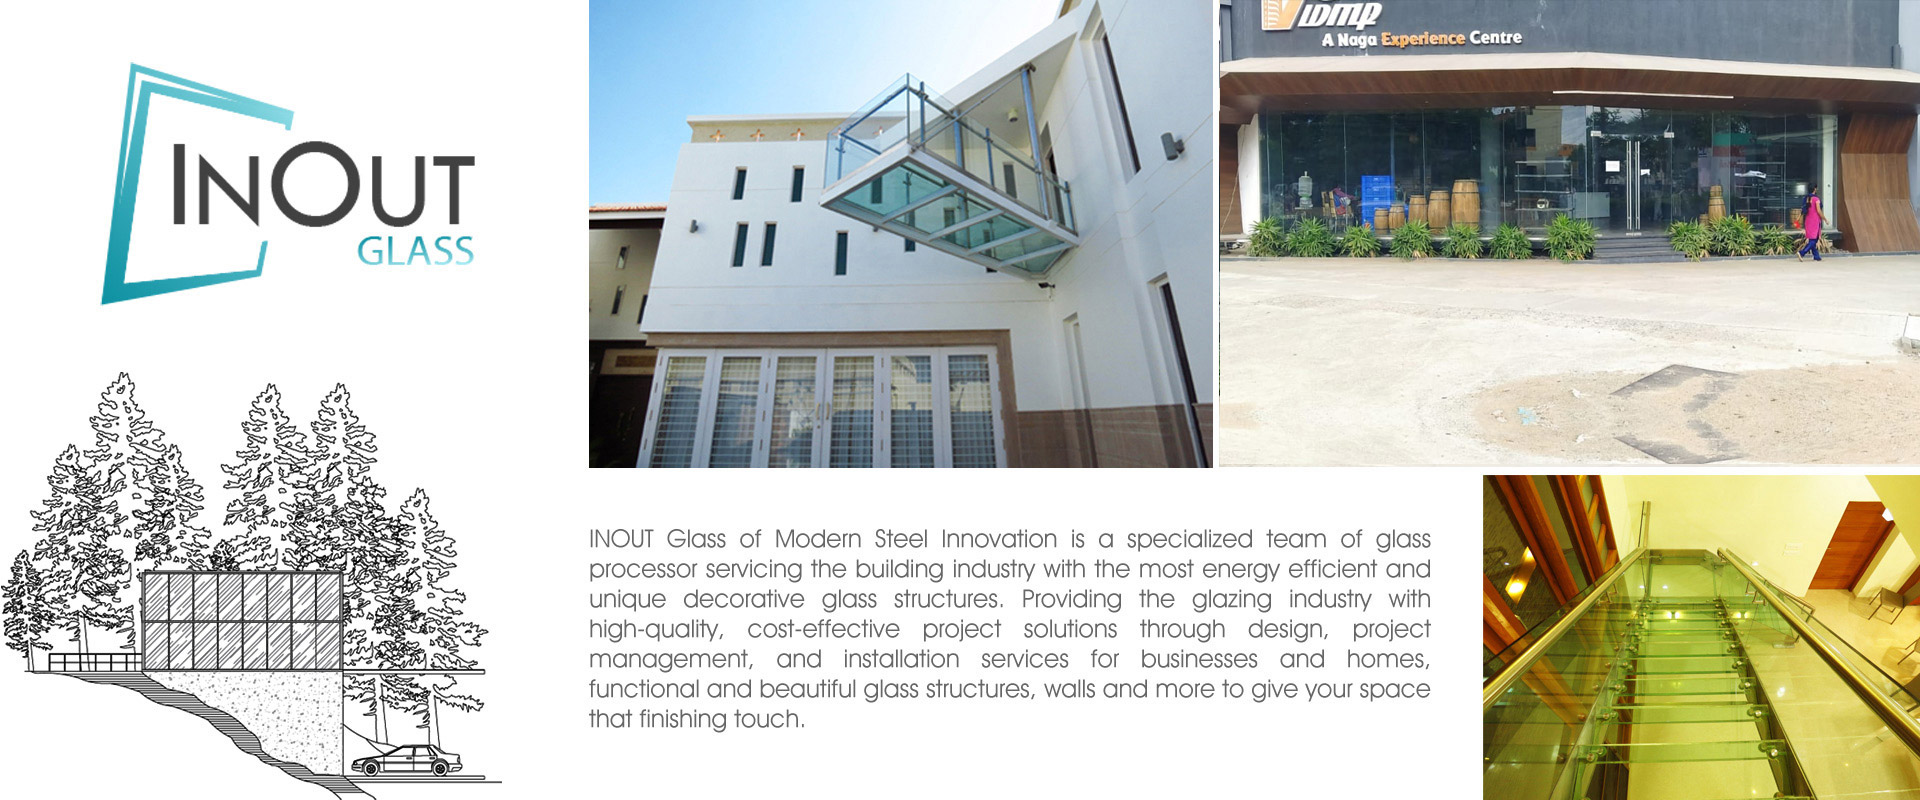 INOUT
GLASS
A Naga Experience Centre
INOUT Glass of Modern Steel Innovation is a specialized team of glass
processor servicing the building industry with the most energy efficient and
unique decorative glass structures. Providing the glazing industry with
high-quality, cost-effective project solutions through design, project
management, and installation services for businesses and homes,
functional and beautiful glass structures, walls and more to give your space
that finishing touch.